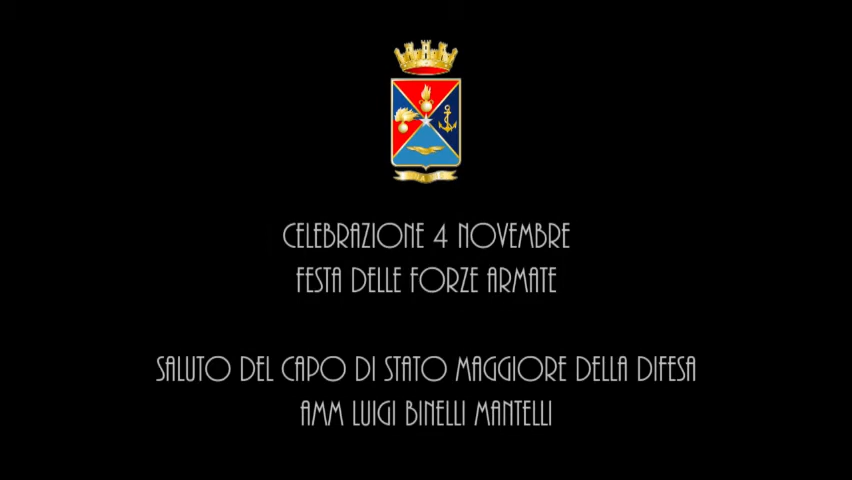 CELEBRAZIONE 4 NOVEMBRE
FESTA DELLE FORZE ARMATE
SALUTO DEL CAPO DI STATO MAGGIORE DELLA DIFESA
AMM LUIGI BINELLI MANTELLI